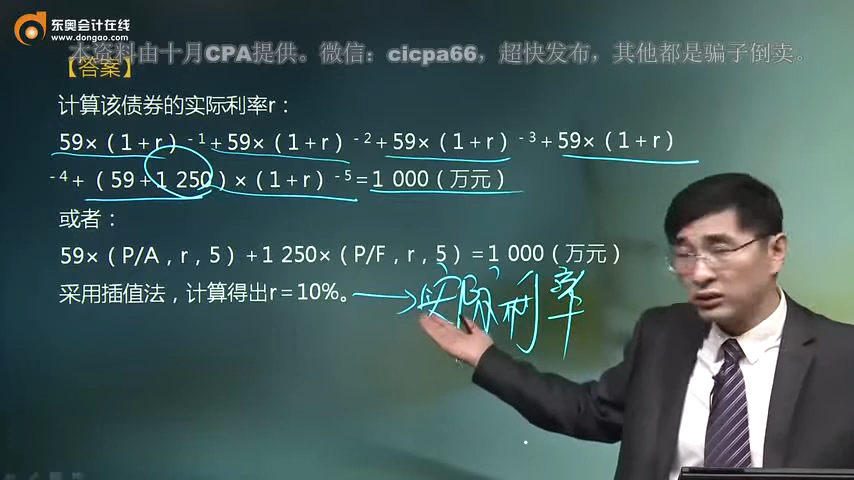 东奥会计在线
www.dongao.com
本资料由十月CPA提供。微信：cicpa66，超快发布，其他都是骗子倒卖。
【答案】
计算该债券的实际利率r：
59×（1+r）⁻¹+59×（1+r）⁻²+59×（1+r）⁻³+59×（1+r）
⁻⁴+（59+1 250）×（1+r）⁻⁵=1 000（万元）
或者：
59×（P/A，r，5）+1 250×（P/F，r，5）=1 000（万元）
采用插值法，计算得出r=10%。
实际利率